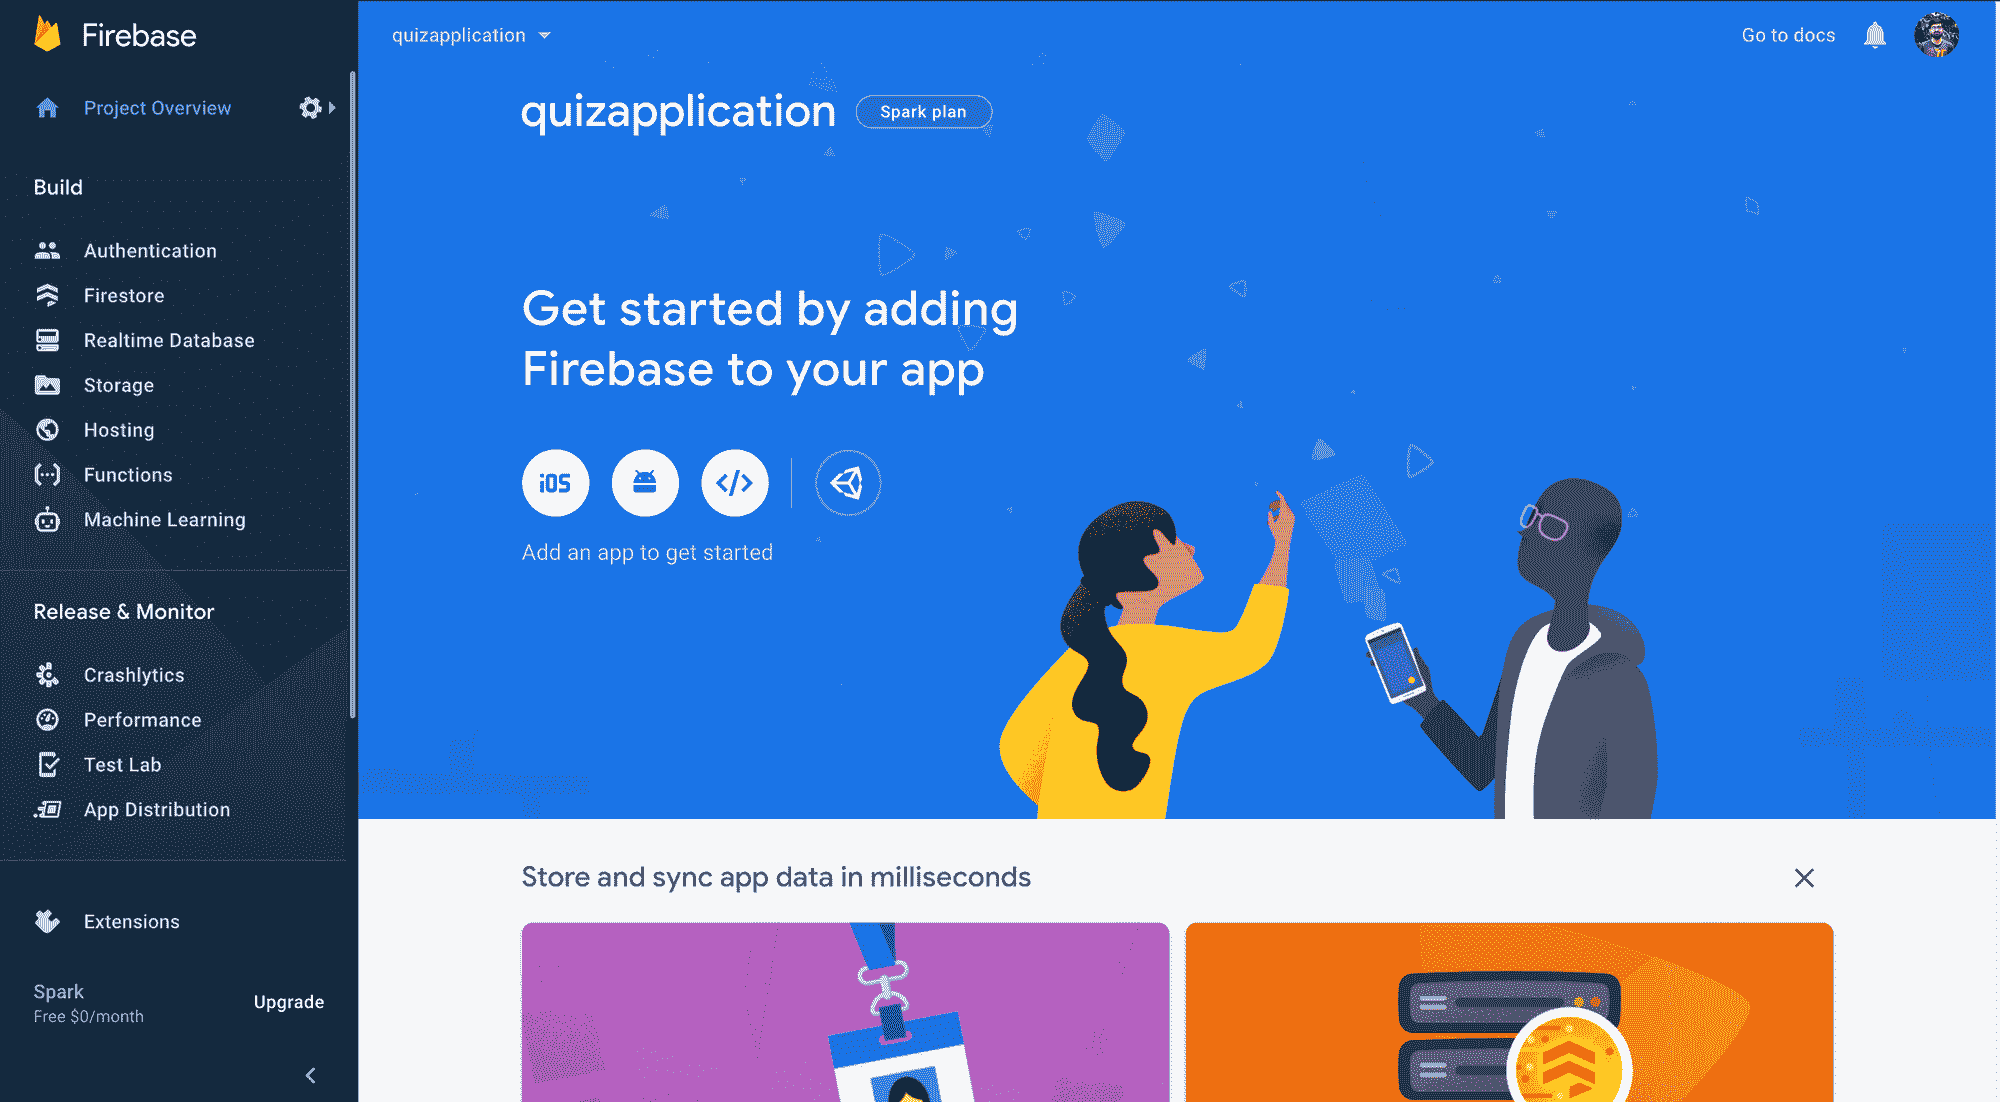 Firebase
Project Overview
Build
Authentication
Firestore
Realtime Database
Storage
Hosting
Functions
Machine Learning
Release & Monitor
Crashlytics
Performance
Test Lab
App Distribution
Extensions
Spark
Free $0/month
Upgrade
quizapplication
Go to docs
quizapplication
Spark plan
Get started by adding
Firebase to your app
iOS
Add an app to get started
Store and sync app data in milliseconds